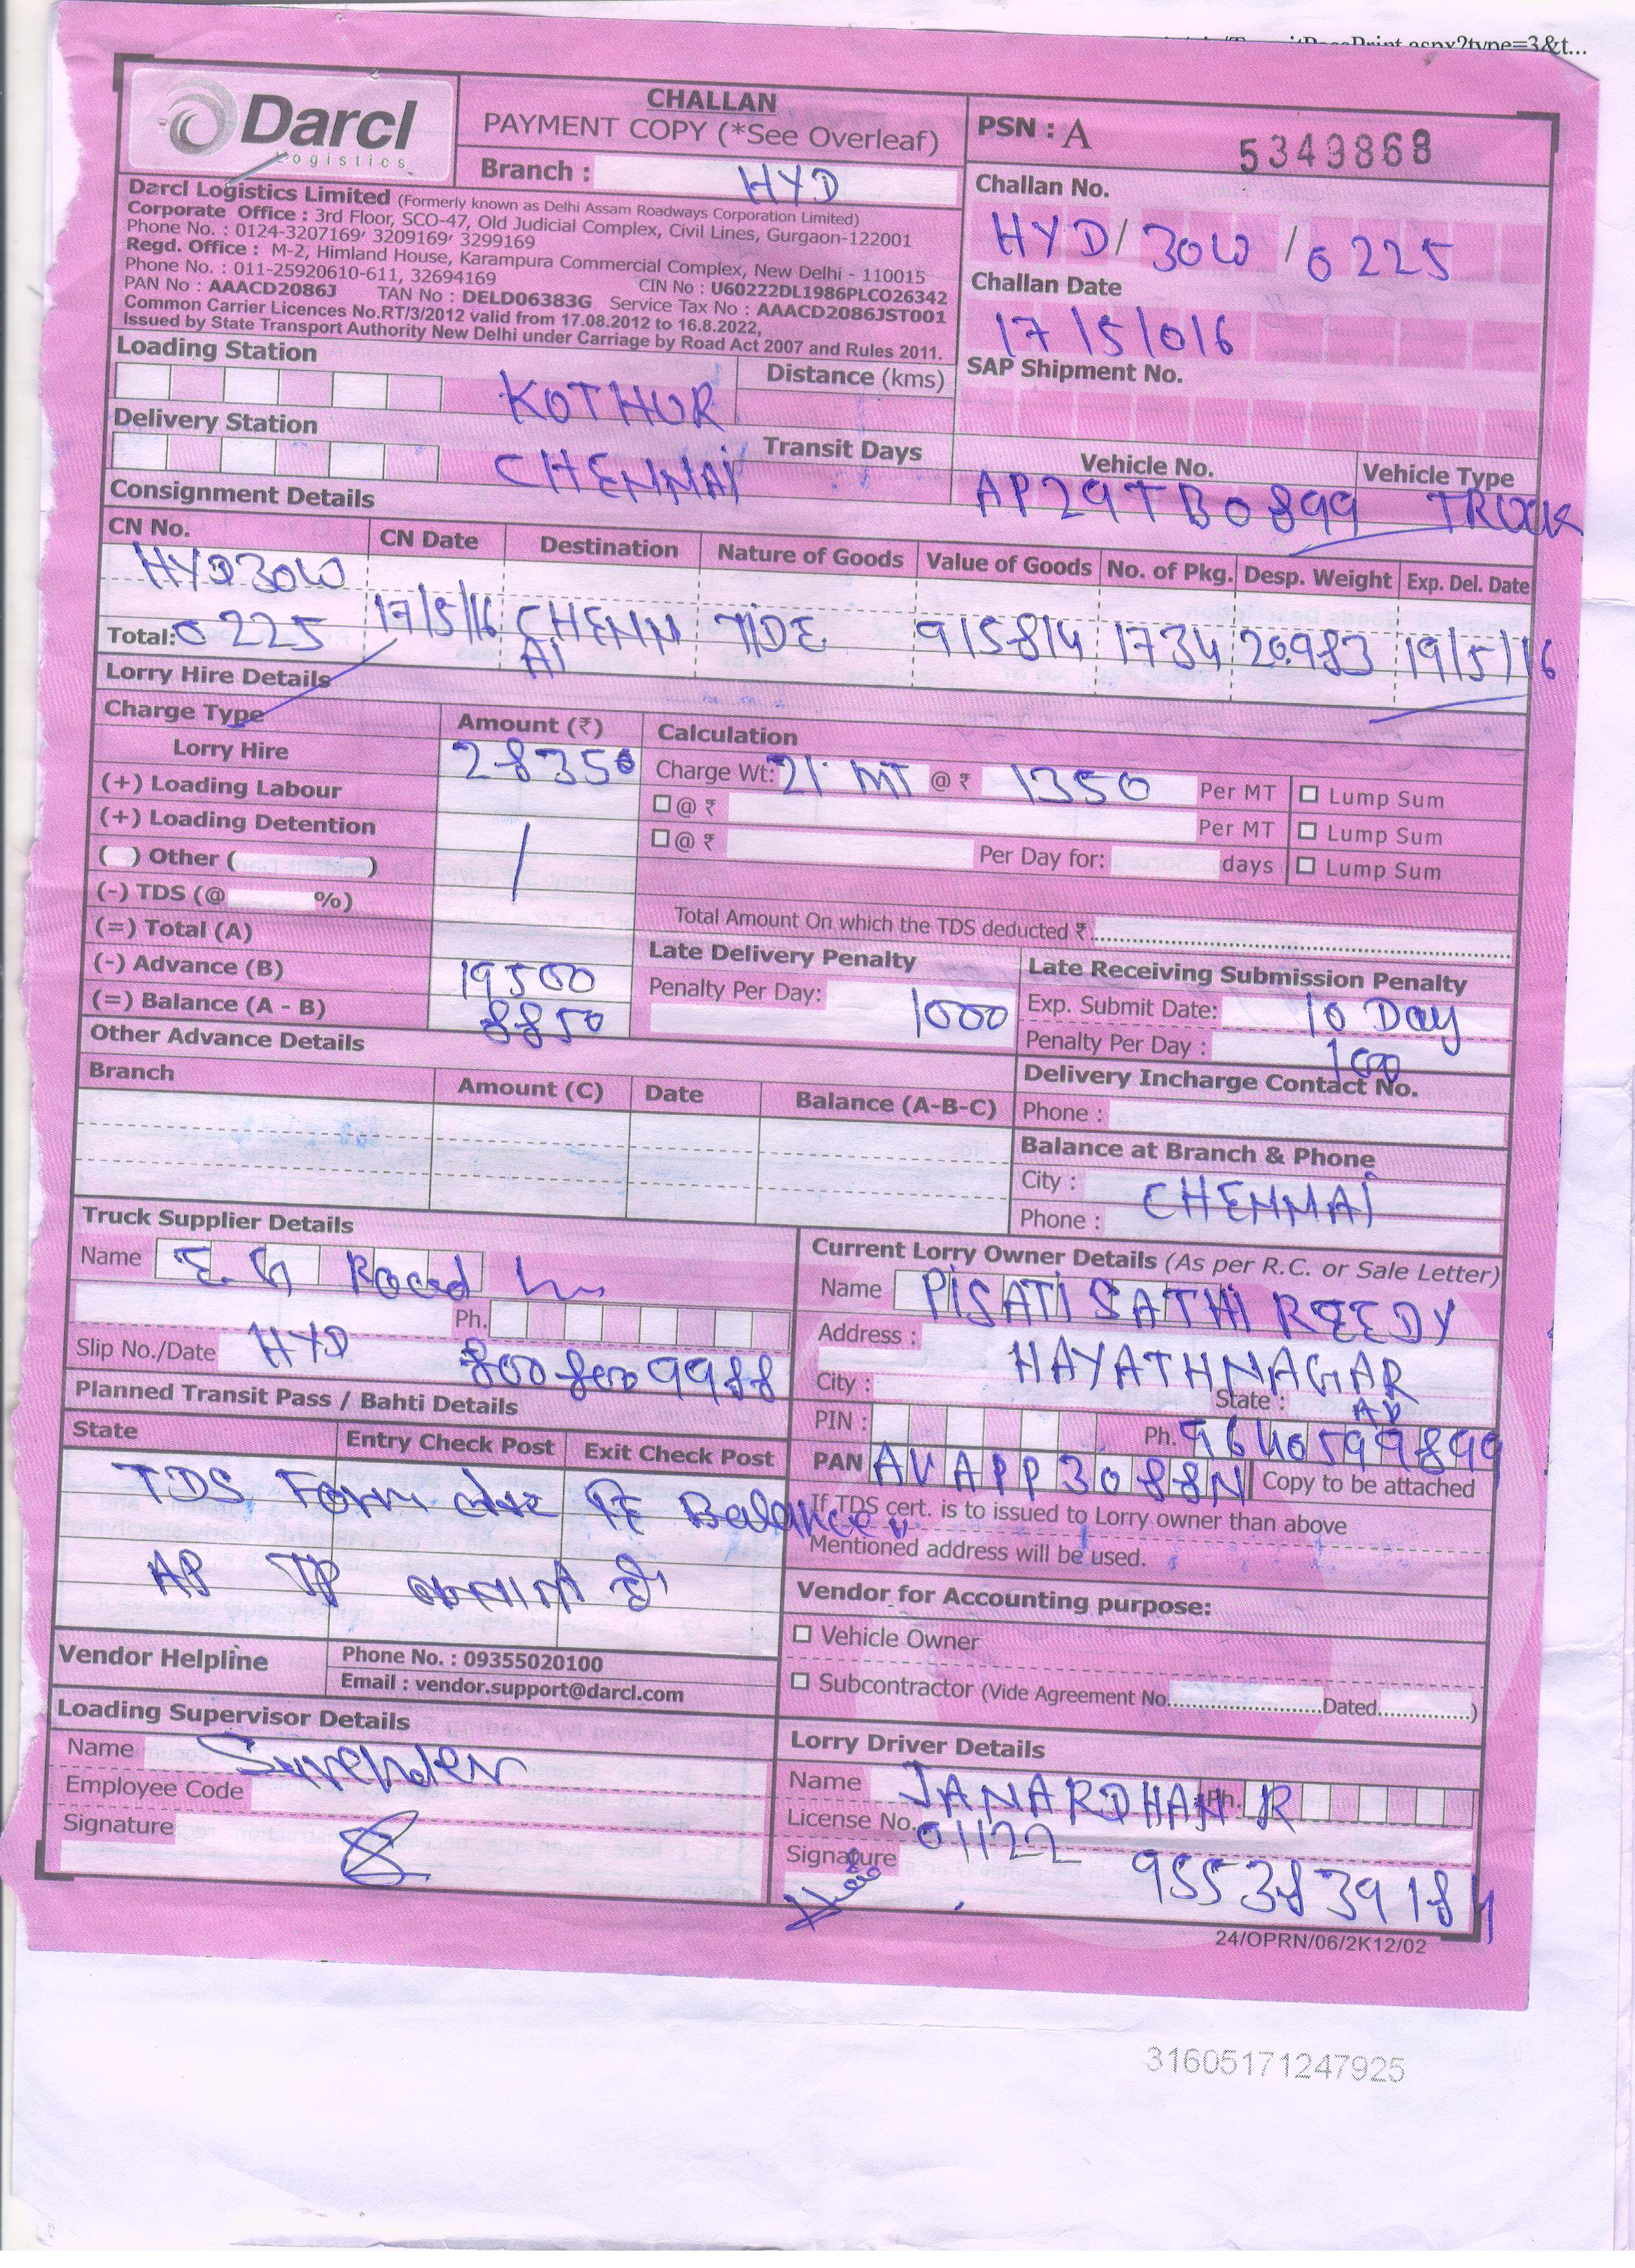 Print.aspx?type=3&t...
Darcl
Logistics
CHALLAN
PAYMENT COPY (*See Overleaf)
Branch : HYD
PSN : A 5349868
Darcl Logistics Limited (Formerly known as Delhi Assam Roadways Corporation Limited)
Corporate Office : 3rd Floor, SCO-47, Old Judicial Complex, Civil Lines, Gurgaon-122001
Phone No. : 0124-3207169, 3209169, 3299169
Regd. Office : M-2, Himland House, Karampura Commercial Complex, New Delhi - 110015
Phone No. : 011-25920610-611, 32694169 CIN No : U60222DL1986PLCO26342
PAN No : AAACD2086J TAN No : DELD06383G Service Tax No : AAACD2086JST001
Common Carrier Licences No.RT/3/2012 valid from 17.08.2012 to 16.8.2022,
Issued by State Transport Authority New Delhi under Carriage by Road Act 2007 and Rules 2011.
Challan No.
HYD/30W/0225
Challan Date
17/5/016
SAP Shipment No.
Loading Station KOTHUR Distance (kms)
Delivery Station CHENNAI Transit Days
Vehicle No. Vehicle Type
AP29TB0899 TRUCK
Consignment Details
CN No. CN Date Destination Nature of Goods Value of Goods No. of Pkg. Desp. Weight Exp. Del. Date
HYD30W
Total: 0225 17/5/16 CHENN TIDE 915814 1734 20.983 19/5/16
AI
Lorry Hire Details
Charge Type Amount (₹) Calculation
Lorry Hire 28350 Charge Wt: 21 MT @ ₹ 1350 Per MT Lump Sum
(+) Loading Labour @ ₹ Per MT Lump Sum
(+) Loading Detention @ ₹ Per Day for: days Lump Sum
( ) Other ( )
(-) TDS (@ %) Total Amount On which the TDS deducted ₹
(=) Total (A)
(-) Advance (B) 19500
(=) Balance (A - B) 8850
Late Delivery Penalty
Penalty Per Day: 1000
Late Receiving Submission Penalty
Exp. Submit Date: 10 Day
Penalty Per Day : 100
Other Advance Details
Branch Amount (C) Date Balance (A-B-C)
Delivery Incharge Contact No.
Phone :
Balance at Branch & Phone
City : CHENNAI
Phone :
Truck Supplier Details
Name E. G Road
Ph.
Slip No./Date HYD 8008009988
Current Lorry Owner Details (As per R.C. or Sale Letter)
Name PISATI SATHI REEDY
Address : HAYATHNAGAR
City : State : AP
PIN : Ph. 9640599899
PAN AVAPP3088N Copy to be attached
If TDS cert. is to issued to Lorry owner than above
Mentioned address will be used.
Planned Transit Pass / Bahti Details
State Entry Check Post Exit Check Post
TDS Form Balance
AP TP बनाना है
Vendor for Accounting purpose:
Vehicle Owner
Subcontractor (Vide Agreement No. Dated )
Vendor Helpline
Phone No. : 09355020100
Email : vendor.support@darcl.com
Loading Supervisor Details
Name Surender
Employee Code
Signature
Lorry Driver Details
Name JANARDHAN R Ph.
License No. 01122
Signature 9553839184
24/OPRN/06/2K12/02
31605171247925